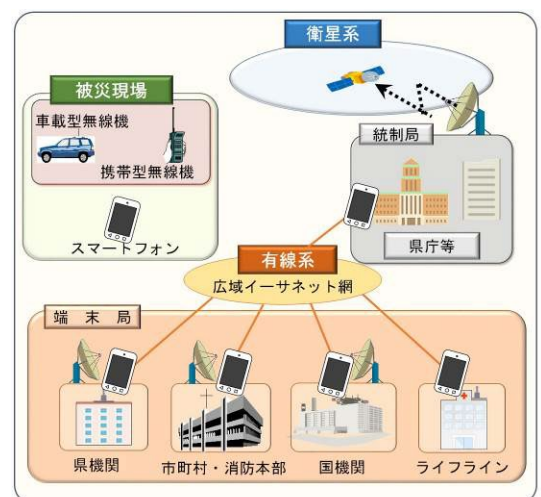 衛星系
被災現場
車載型無線機
携帯型無線機
スマートフォン
統制局
県庁等
有線系
広域イーサネット網
端末局
県機関
市町村・消防本部
国機関
ライフライン